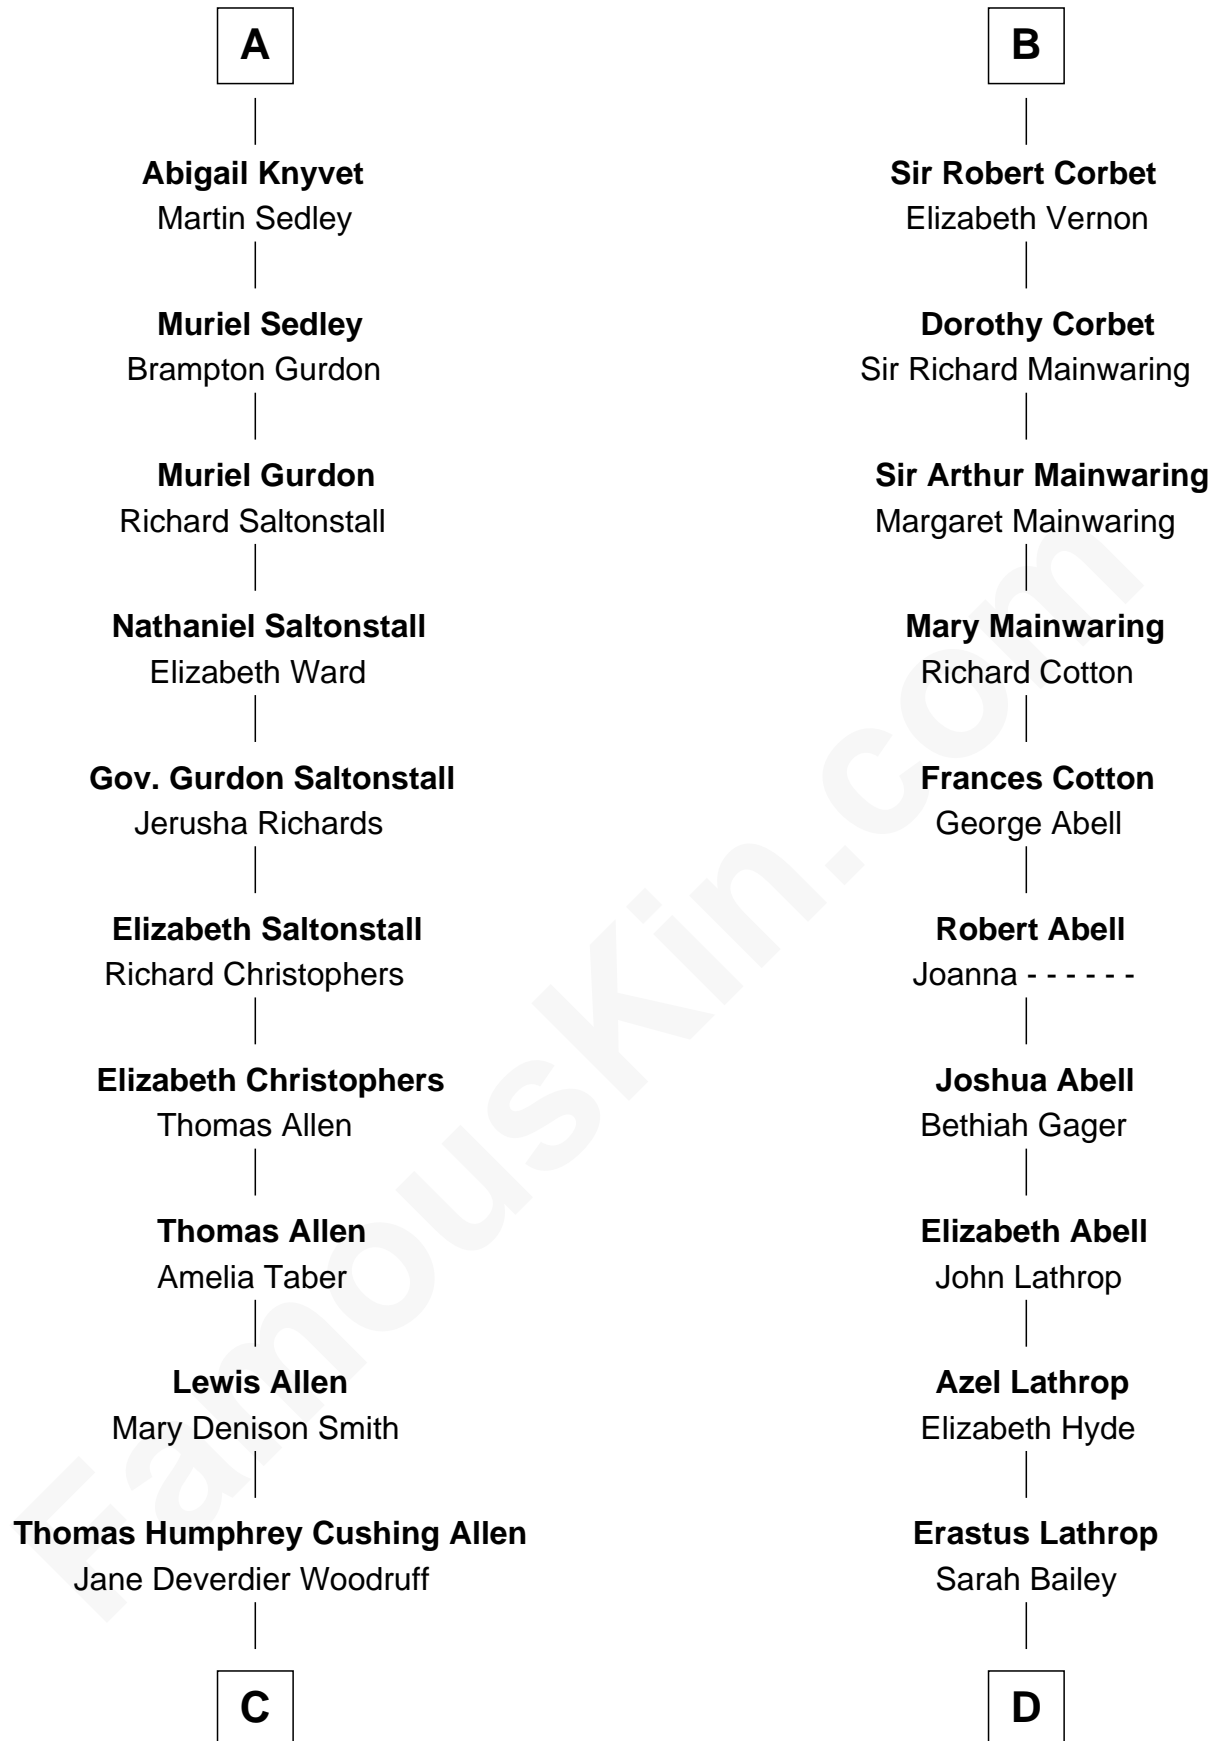 A
Abigail Knyvet
Martin Sedley
Muriel Sedley
Brampton Gurdon
Muriel Gurdon
Richard Saltonstall
Nathaniel Saltonstall
Elizabeth Ward
Gov. Gurdon Saltonstall
Jerusha Richards
Elizabeth Saltonstall
Richard Christophers
Elizabeth Christophers
Thomas Allen
Thomas Allen
Amelia Taber
Lewis Allen
Mary Denison Smith
Thomas Humphrey Cushing Allen
Jane Deverdier Woodruff
C
B
Sir Robert Corbet
Elizabeth Vernon
Dorothy Corbet
Sir Richard Mainwaring
Sir Arthur Mainwaring
Margaret Mainwaring
Mary Mainwaring
Richard Cotton
Frances Cotton
George Abell
Robert Abell
Joanna - - - - - -
Joshua Abell
Bethiah Gager
Elizabeth Abell
John Lathrop
Azel Lathrop
Elizabeth Hyde
Erastus Lathrop
Sarah Bailey
D
FamousKin.com